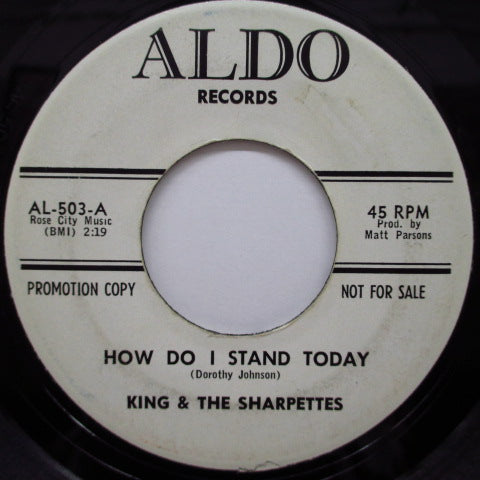 ALDO
RECORDS
AL-503-A
Rose City Music
(BMI) 2:19
45 RPM
Prod. by
Matt Parsons
PROMOTION COPY
NOT FOR SALE
HOW DO I STAND TODAY
(Dorothy Johnson)
KING & THE SHARPETTES